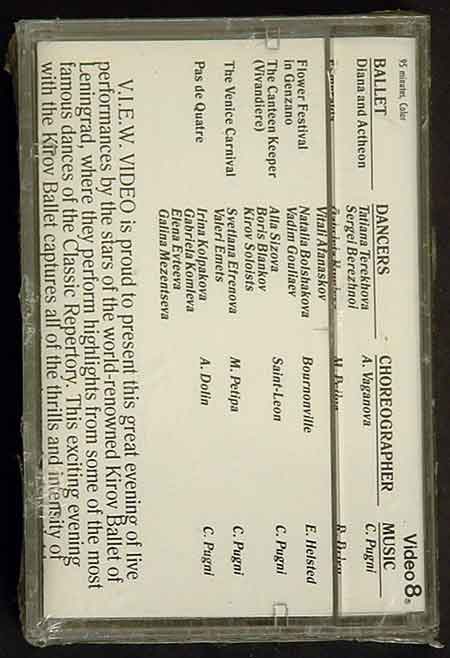 Video 8®
95 minutes, Color
BALLET DANCERS CHOREOGRAPHER MUSIC
Diana and Actheon Tatiana Terekhova A. Vaganova C. Pugni
Sergei Berezhnoi
Vitali Afanaskov
Flower Festival Natalia Bolshakova Bournonville E. Helsted
in Genzano Vadim Goultaev
The Canteen Keeper Alla Sizova Saint-Leon C. Pugni
(Vivandiere) Boris Blankov
Kirov Soloists
The Venice Carnival Svetlana Efrenova M. Petipa C. Pugni
Valeri Emets
Pas de Quatre Irina Kolpakova A. Dolin C. Pugni
Gabriela Komleva
Elena Evteeva
Galina Mezentseva
V.I.E.W. VIDEO is proud to present this great evening of live
performances by the stars of the world-renowned Kirov Ballet of
Leningrad, where they perform highlights from some of the most
famous dances of the Classic Repertory. This exciting evening
with the Kirov Ballet captures all of the thrills and intensity of